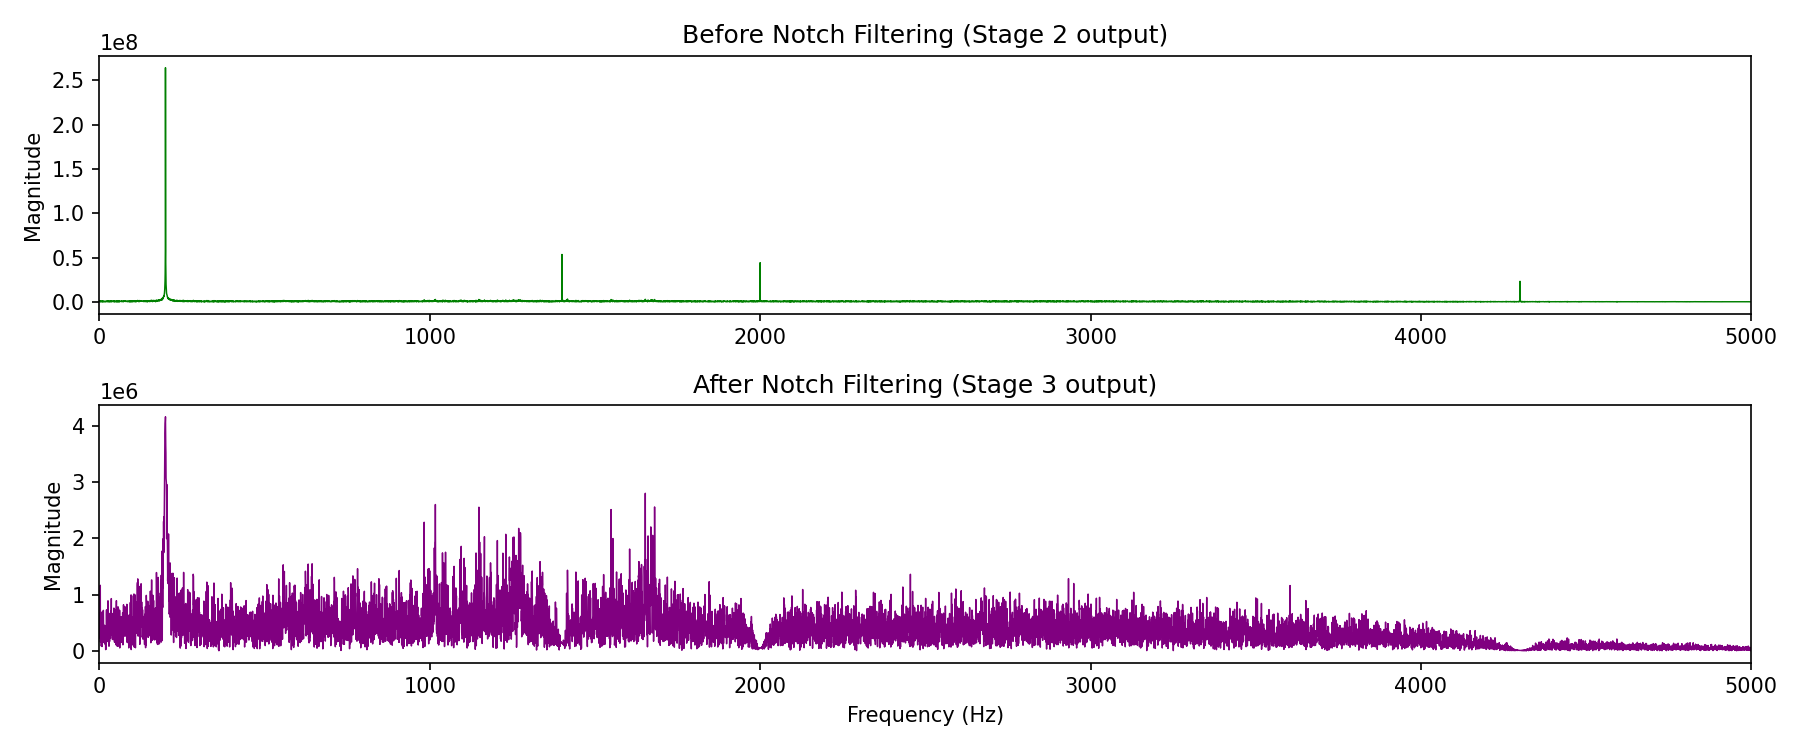 Before Notch Filtering (Stage 2 output)
1e8
Magnitude
2.5
2.0
1.5
1.0
0.5
0.0
0 1000 2000 3000 4000 5000
After Notch Filtering (Stage 3 output)
1e6
Magnitude
4
3
2
1
0
0 1000 2000 3000 4000 5000
Frequency (Hz)